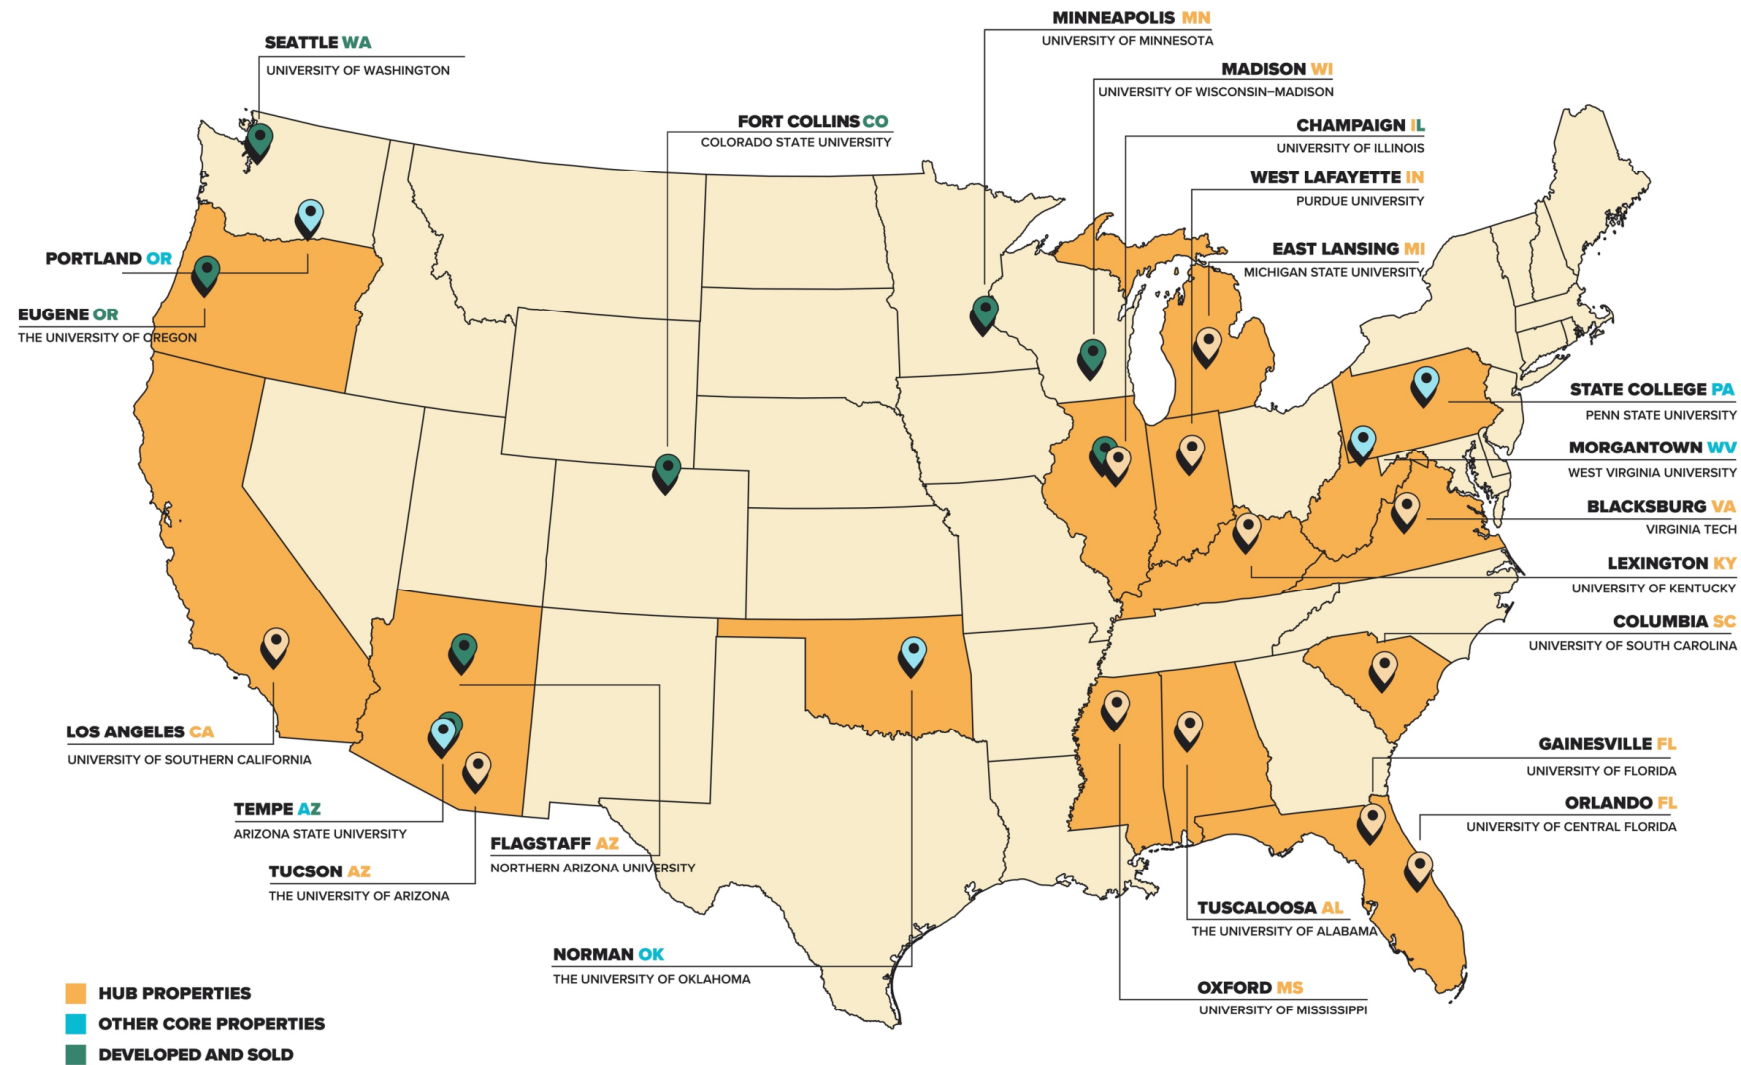 SEATTLE WA
UNIVERSITY OF WASHINGTON
PORTLAND OR
EUGENE OR
THE UNIVERSITY OF OREGON
FORT COLLINS CO
COLORADO STATE UNIVERSITY
MINNEAPOLIS MN
UNIVERSITY OF MINNESOTA
MADISON WI
UNIVERSITY OF WISCONSIN–MADISON
CHAMPAIGN IL
UNIVERSITY OF ILLINOIS
WEST LAFAYETTE IN
PURDUE UNIVERSITY
EAST LANSING MI
MICHIGAN STATE UNIVERSITY
STATE COLLEGE PA
PENN STATE UNIVERSITY
MORGANTOWN WV
WEST VIRGINIA UNIVERSITY
BLACKSBURG VA
VIRGINIA TECH
LEXINGTON KY
UNIVERSITY OF KENTUCKY
COLUMBIA SC
UNIVERSITY OF SOUTH CAROLINA
GAINESVILLE FL
UNIVERSITY OF FLORIDA
ORLANDO FL
UNIVERSITY OF CENTRAL FLORIDA
LOS ANGELES CA
UNIVERSITY OF SOUTHERN CALIFORNIA
TEMPE AZ
ARIZONA STATE UNIVERSITY
TUCSON AZ
THE UNIVERSITY OF ARIZONA
FLAGSTAFF AZ
NORTHERN ARIZONA UNIVERSITY
NORMAN OK
THE UNIVERSITY OF OKLAHOMA
TUSCALOOSA AL
THE UNIVERSITY OF ALABAMA
OXFORD MS
UNIVERSITY OF MISSISSIPPI
HUB PROPERTIES
OTHER CORE PROPERTIES
DEVELOPED AND SOLD